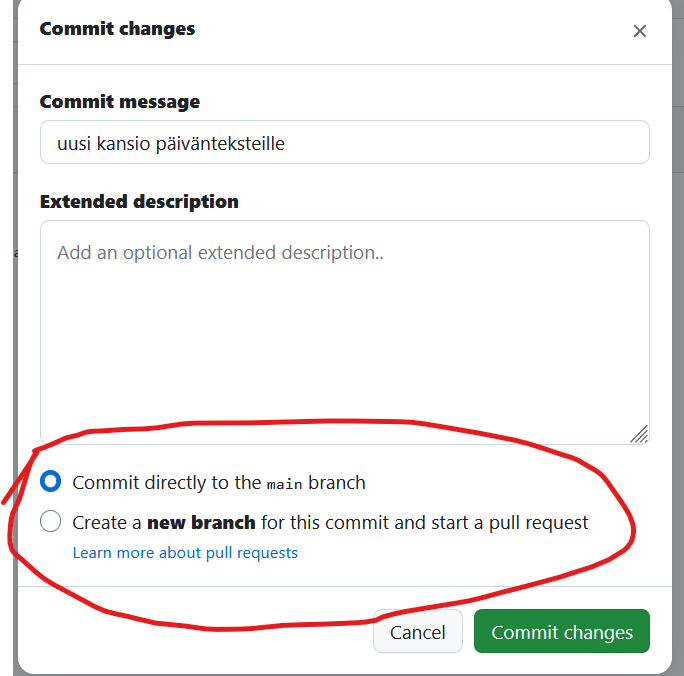 Commit changes
Commit message
uusi kansio päivänteksteille
Extended description
Add an optional extended description..
Commit directly to the main branch
Create a new branch for this commit and start a pull request
Learn more about pull requests
Cancel
Commit changes